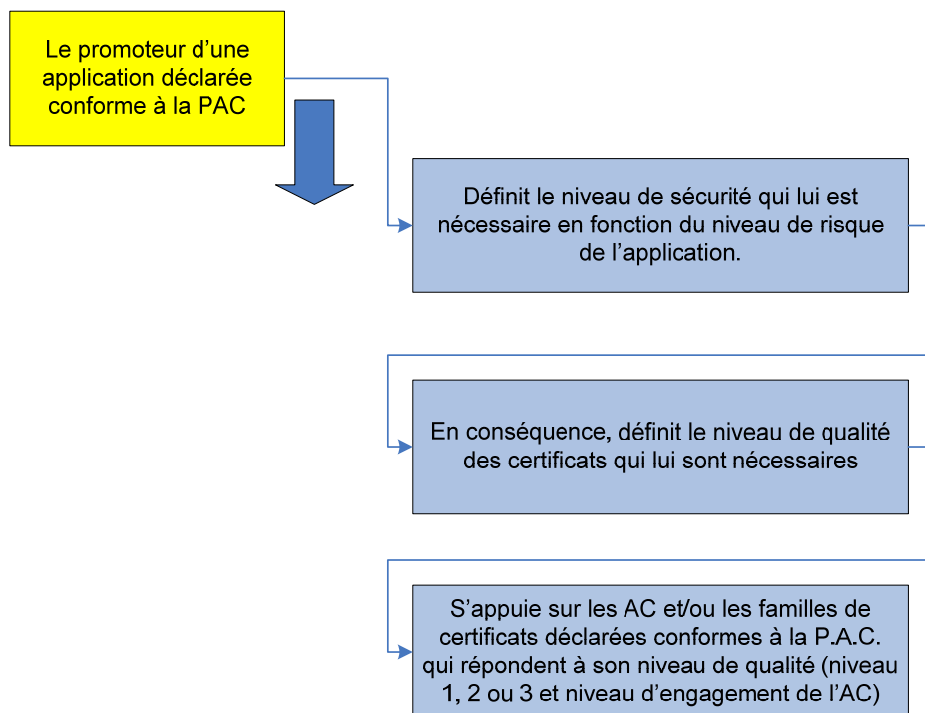 Le promoteur d’une
application déclarée
conforme à la PAC
Définit le niveau de sécurité qui lui est
nécessaire en fonction du niveau de risque
de l’application.
En conséquence, définit le niveau de qualité
des certificats qui lui sont nécessaires
S’appuie sur les AC et/ou les familles de
certificats déclarées conformes à la P.A.C.
qui répondent à son niveau de qualité (niveau
1, 2 ou 3 et niveau d’engagement de l’AC)